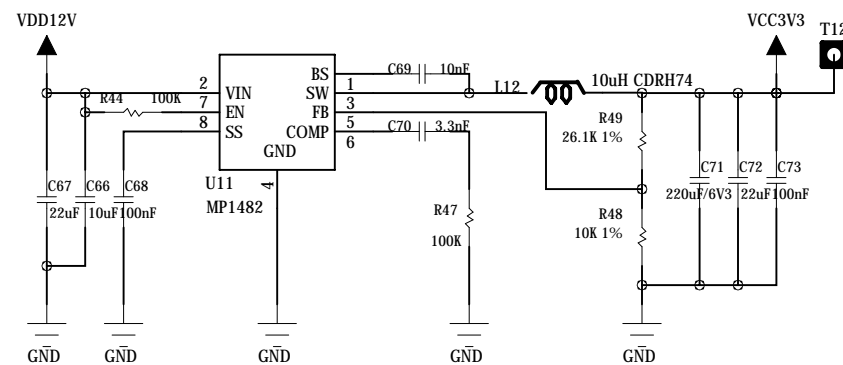 VDD12V
VCC3V3
T12
2
VIN
BS
C69
10nF
R44
100K
7
EN
SW
1
L12
10uH CDRH74
8
SS
FB
3
COMP
5
C70
3.3nF
GND
6
R49
26.1K 1%
U11
MP1482
4
C67
22uF
C66
10uF
C68
100nF
R47
100K
R48
10K 1%
C71
220uF/6V3
C72
22uF
C73
100nF
GND
GND
GND
GND
GND